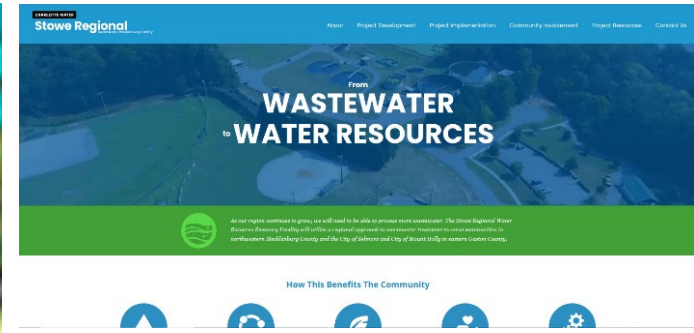 CHARLOTTE WATER
Stowe Regional
Water Resource Recovery Facility
About Project Development Project Implementation Community Involvement Project Resources Contact Us
From
WASTEWATER
to WATER RESOURCES
As our region continues to grow, we will need to be able to process more wastewater. The Stowe Regional Water
Resource Recovery Facility will utilize a regional approach to wastewater treatment to serve communities in
northwestern Mecklenburg County and the City of Belmont and City of Mount Holly in eastern Gaston County.
How This Benefits The Community